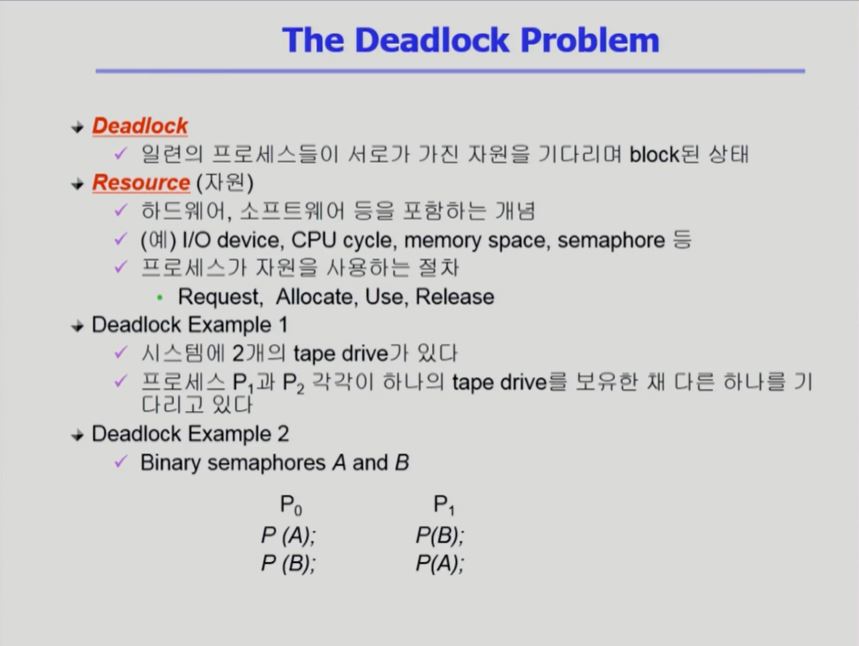 The Deadlock Problem
Deadlock
일련의 프로세스들이 서로가 가진 자원을 기다리며 block된 상태
Resource (자원)
하드웨어, 소프트웨어 등을 포함하는 개념
(예) I/O device, CPU cycle, memory space, semaphore 등
프로세스가 자원을 사용하는 절차
Request, Allocate, Use, Release
Deadlock Example 1
시스템에 2개의 tape drive가 있다
프로세스 P₁과 P₂ 각각이 하나의 tape drive를 보유한 채 다른 하나를 기
다리고 있다
Deadlock Example 2
Binary semaphores A and B
P₀ P₁
P (A); P(B);
P (B); P(A);